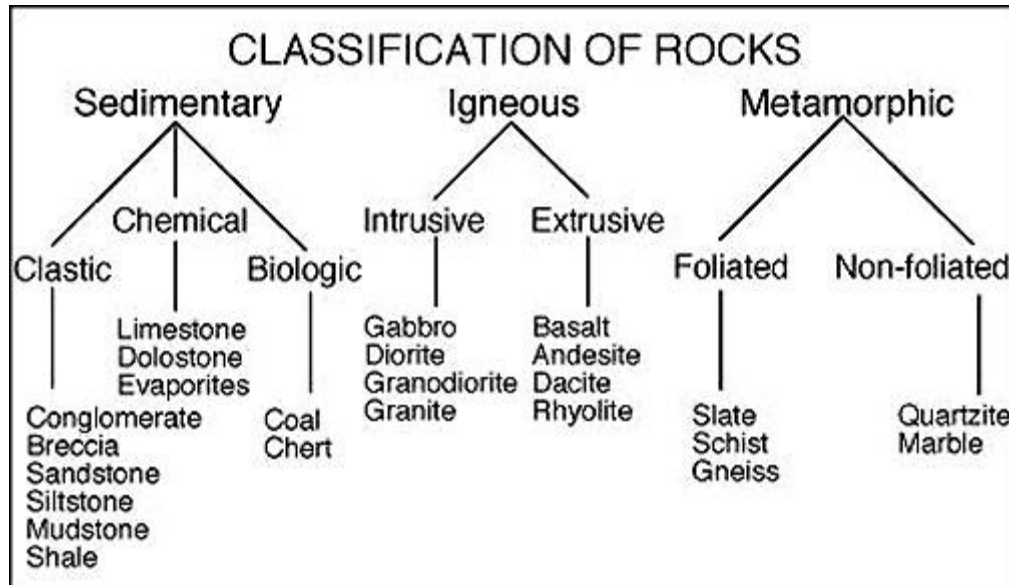 CLASSIFICATION OF ROCKS
Sedimentary
Igneous
Metamorphic
Clastic
Chemical
Biologic
Intrusive
Extrusive
Foliated
Non-foliated
Conglomerate
Breccia
Sandstone
Siltstone
Mudstone
Shale
Limestone
Dolostone
Evaporites
Coal
Chert
Gabbro
Diorite
Granodiorite
Granite
Basalt
Andesite
Dacite
Rhyolite
Slate
Schist
Gneiss
Quartzite
Marble